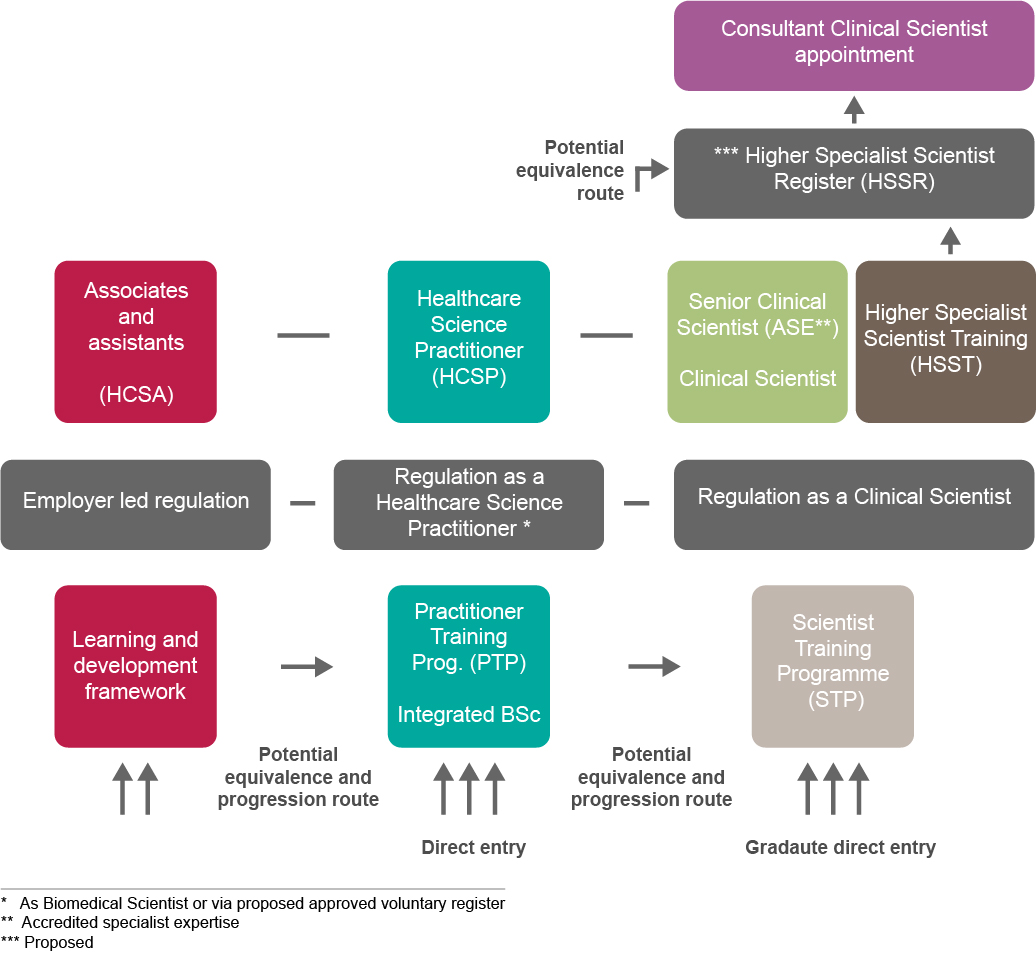 Consultant Clinical Scientist
appointment
Potential
equivalence
route
*** Higher Specialist Scientist
Register (HSSR)
Associates
and
assistants
(HCSA)
Healthcare
Science
Practitioner
(HCSP)
Senior Clinical
Scientist (ASE**)
Clinical Scientist
Higher Specialist
Scientist Training
(HSST)
Employer led regulation
Regulation as a
Healthcare Science
Practitioner *
Regulation as a Clinical Scientist
Learning and
development
framework
Practitioner
Training
Prog. (PTP)
Integrated BSc
Scientist
Training
Programme
(STP)
Potential
equivalence and
progression route
Potential
equivalence and
progression route
Direct entry
Gradaute direct entry
* As Biomedical Scientist or via proposed approved voluntary register
** Accredited specialist expertise
*** Proposed